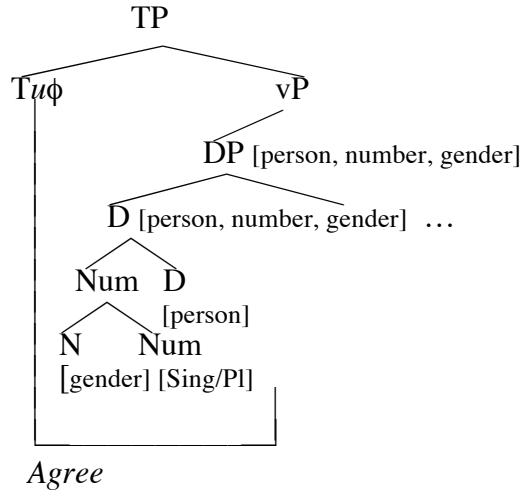 TP
Tuϕ vP
DP [person, number, gender]
D [person, number, gender] …
Num D
[person]
N Num
[gender] [Sing/Pl]
Agree